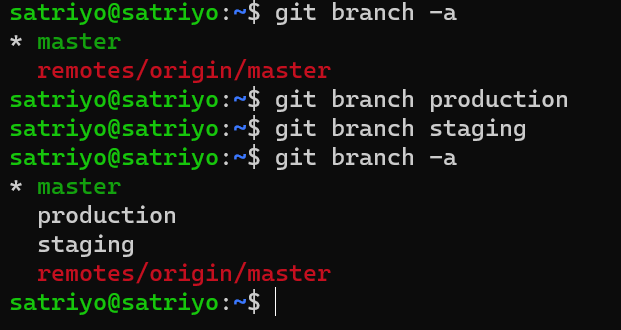 satriyo@satriyo:~$ git branch -a
* master
  remotes/origin/master
satriyo@satriyo:~$ git branch production
satriyo@satriyo:~$ git branch staging
satriyo@satriyo:~$ git branch -a
* master
  production
  staging
  remotes/origin/master
satriyo@satriyo:~$